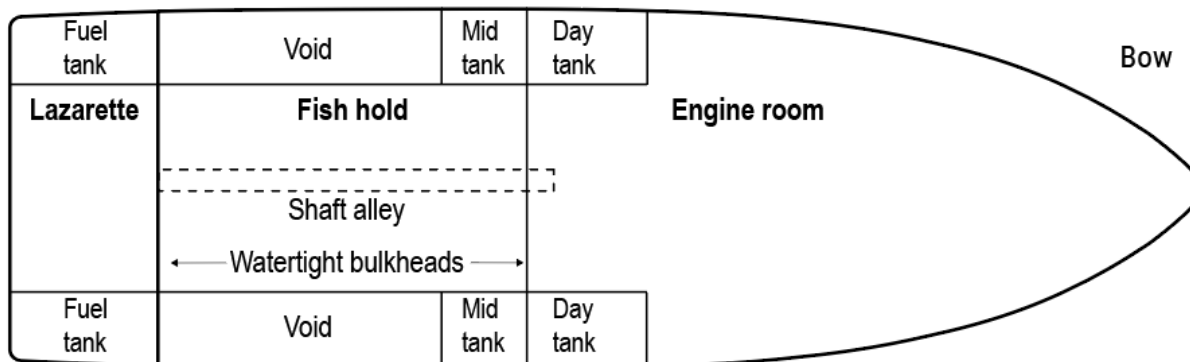 Fuel
tank
Void
Mid
tank
Day
tank
Bow
Lazarette
Fish hold
Engine room
Shaft alley
Watertight bulkheads
Fuel
tank
Void
Mid
tank
Day
tank